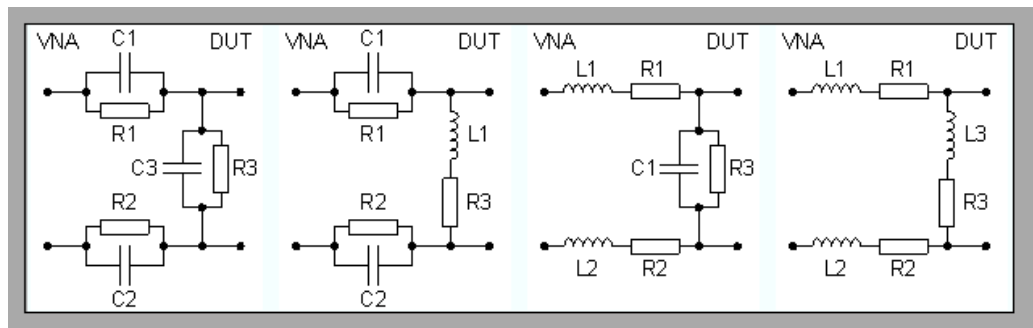 VNA C1 DUT
R1
C3 R3
R2
C2
VNA C1 DUT
R1 L1
R3
R2
C2
VNA DUT
L1 R1
C1 R3
L2 R2
VNA DUT
L1 R1
L3
R3
L2 R2